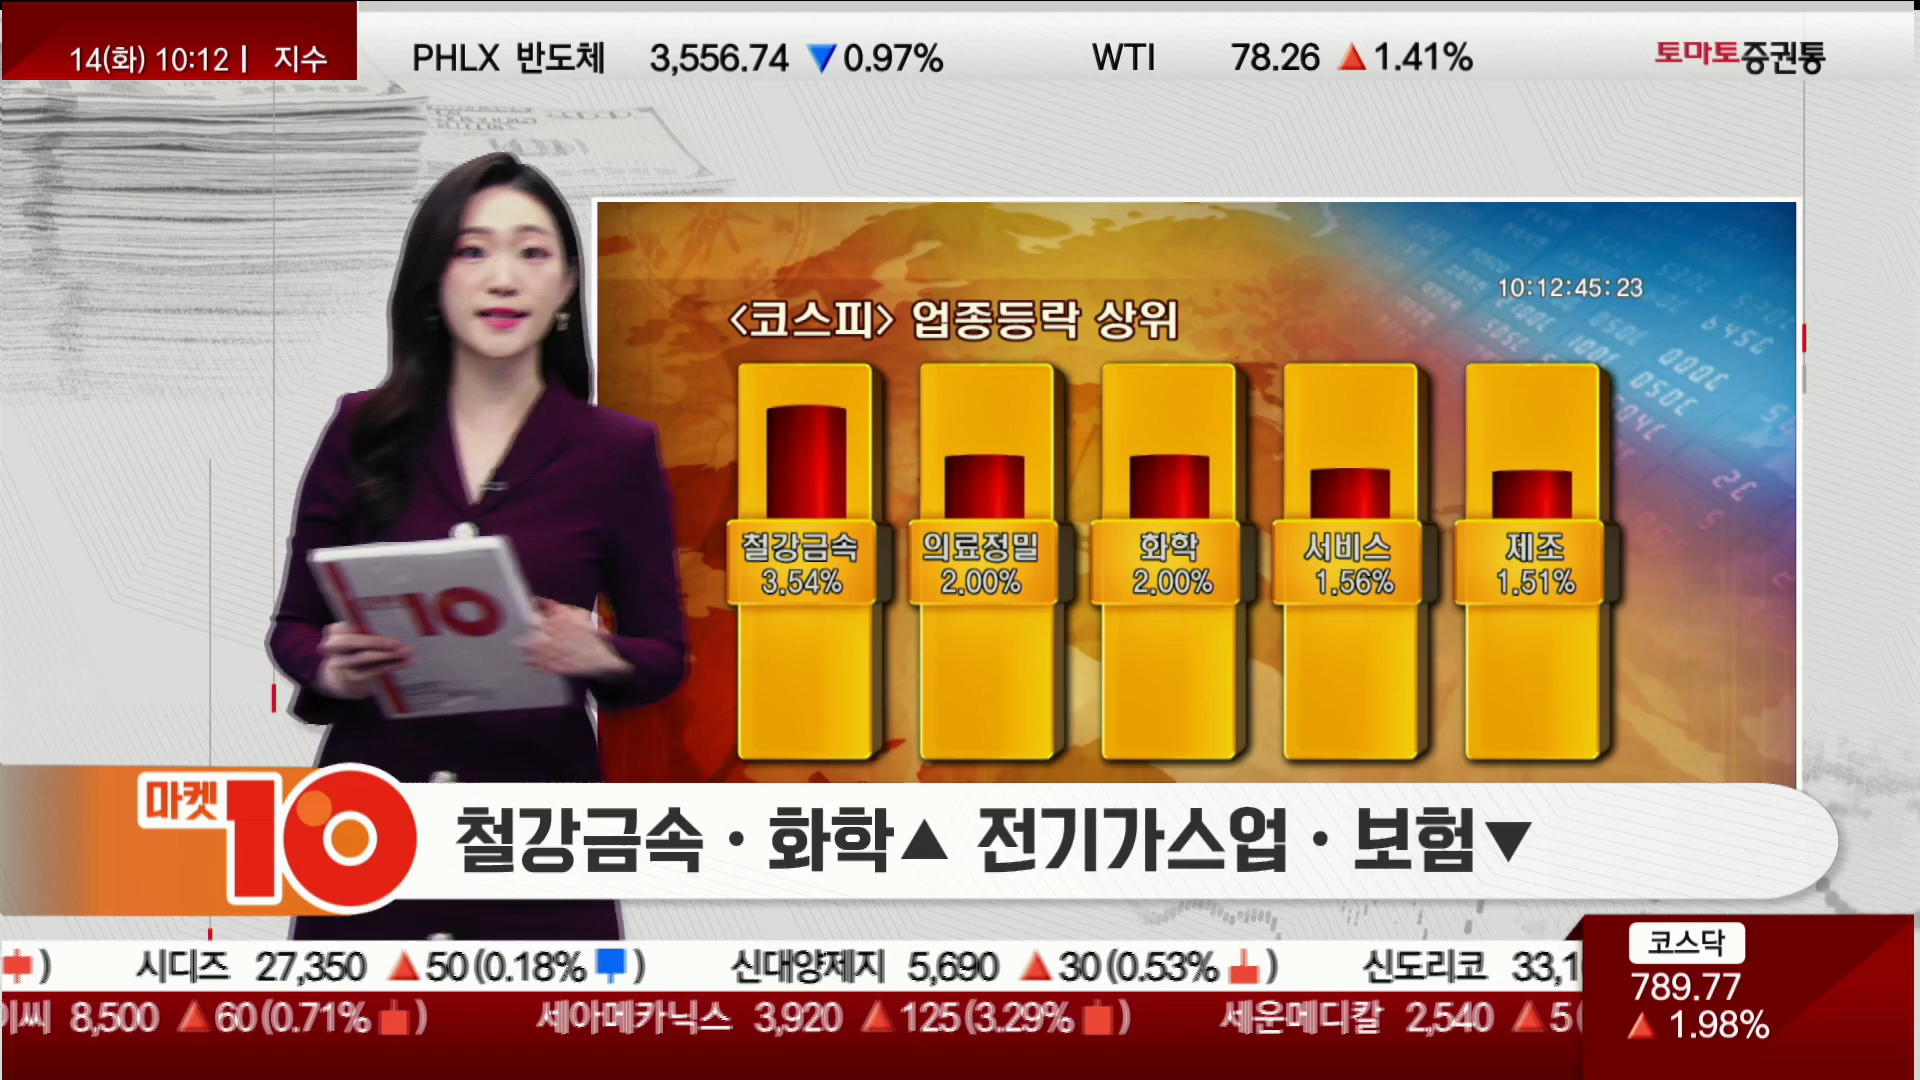 14(화) 10:12 | 지수
PHLX 반도체 3,556.74 ▼0.97% WTI 78.26 ▲1.41%
토마토증권통
10:12:45:23
<코스피> 업종등락 상위
철강금속 의료정밀 화학 서비스 제조
3.54% 2.00% 2.00% 1.56% 1.51%
10
마켓10
철강금속·화학▲ 전기가스업·보험▼
) 시디즈 27,350 ▲50(0.18% ) 신대양제지 5,690 ▲30(0.53% ) 신도리코
씨 8,500 ▲60(0.71% ) 세아메카닉스 3,920 ▲125(3.29% ) 세운메디칼 2,540 ▲5(
코스닥
789.77
▲ 1.98%